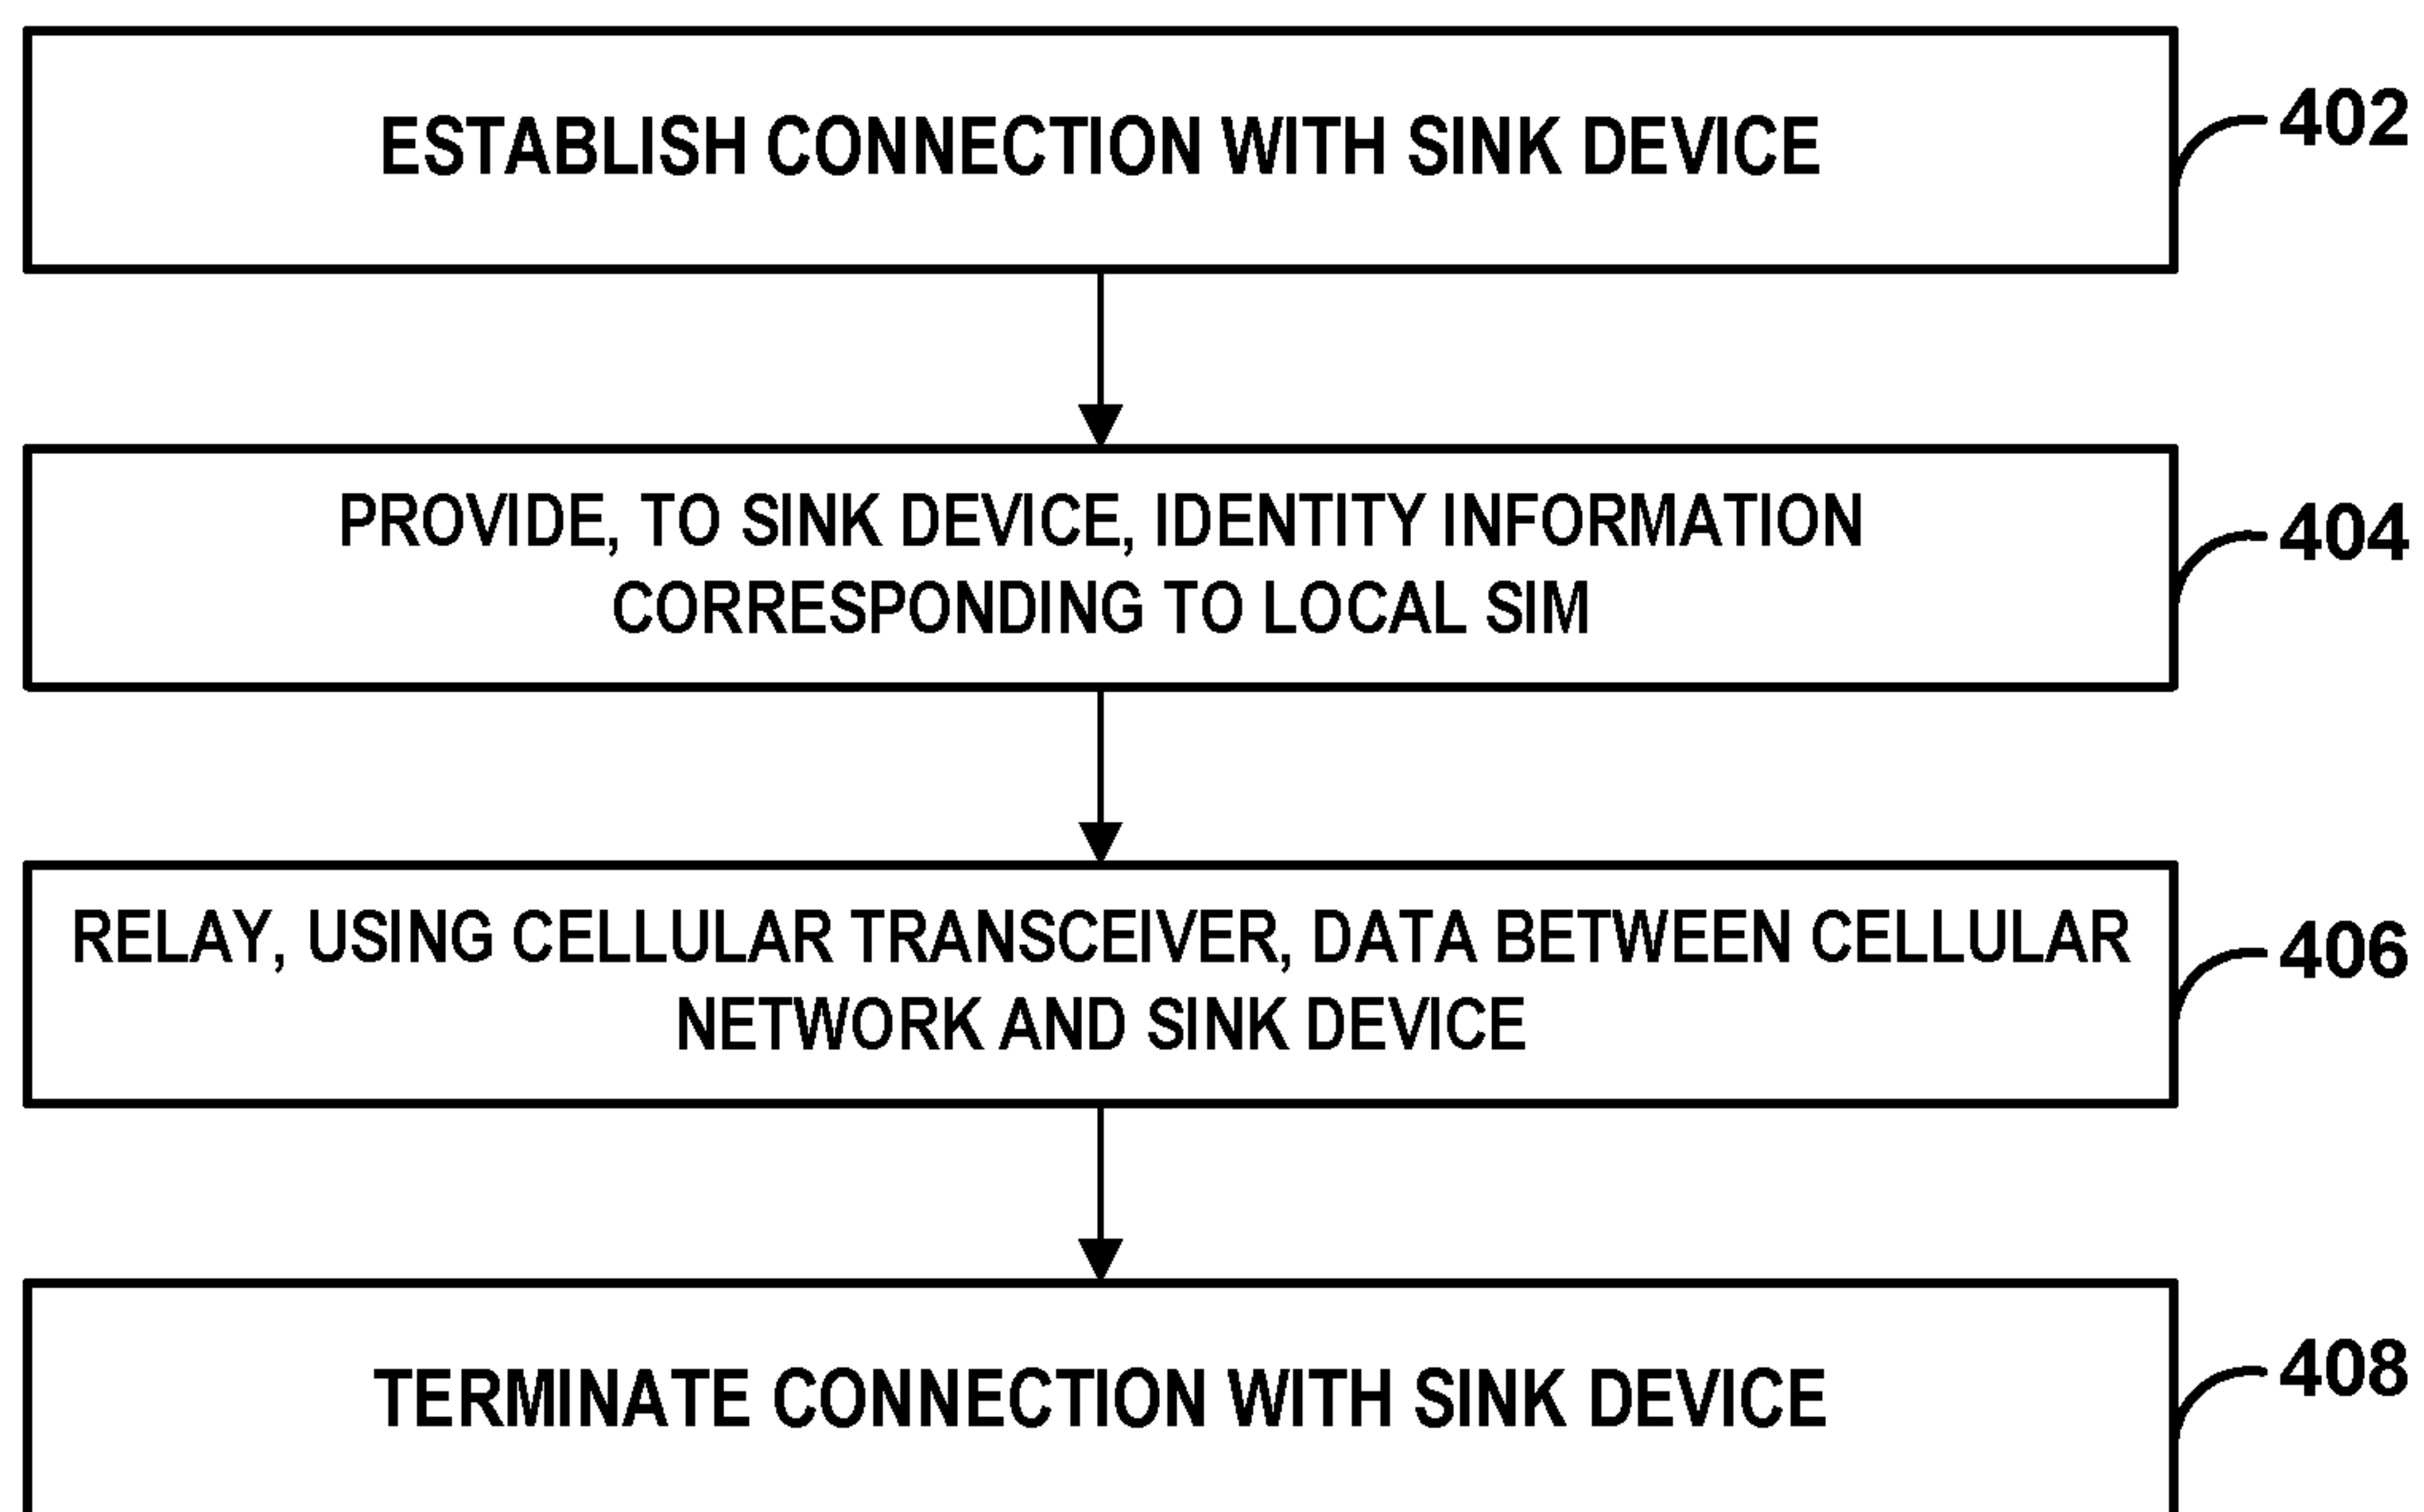 ESTABLISH CONNECTION WITH SINK DEVICE
402
PROVIDE, TO SINK DEVICE, IDENTITY INFORMATION
CORRESPONDING TO LOCAL SIM
404
RELAY, USING CELLULAR TRANSCEIVER, DATA BETWEEN CELLULAR
NETWORK AND SINK DEVICE
406
TERMINATE CONNECTION WITH SINK DEVICE
408